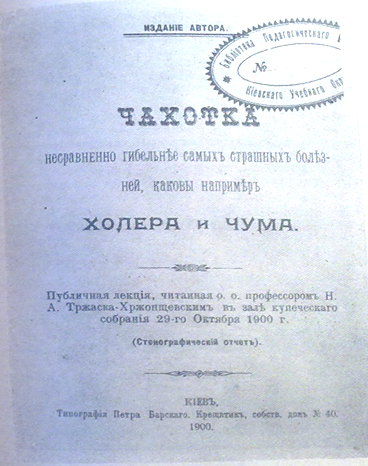 ИЗДАНІЕ АВТОРА.
Библіотека Педагогическаго
№
Кіевскаго Учебнаго
ЧАХОТКА
несравненно гибельнѣе самыхъ страшныхъ болѣз-
ней, каковы напримѣръ
ХОЛЕРА и ЧУМА.
Публичная лекція, читанная о. о. профессоромъ Н.
А. Тржаска-Хржонщевскимъ въ залѣ купеческаго
собранія 29-го Октября 1900 г.
(Стенографическій отчетъ).
КІЕВЪ.
Типографія Петра Барскаго. Крещатикъ, собств. домъ № 40.
1900.